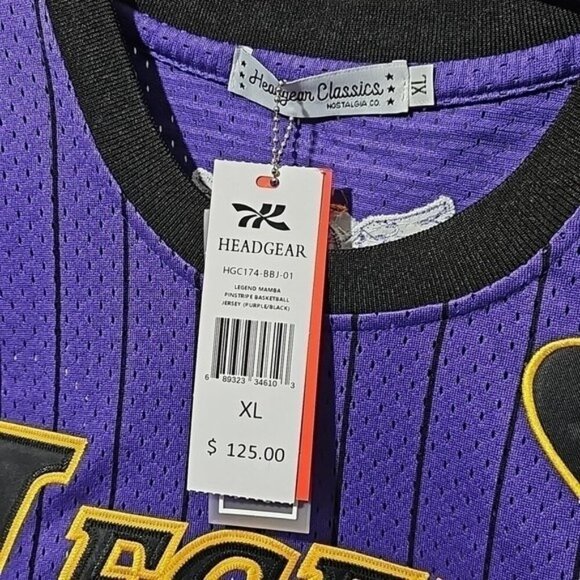 Headgear Classics
NOSTALGIA CO.
XL
HEADGEAR
HGC174-BBJ-01
LEGEND MAMBA
PINSTRIPE BASKETBALL
JERSEY (PURPLE/BLACK)
6 89323 34610 3
XL
$ 125.00